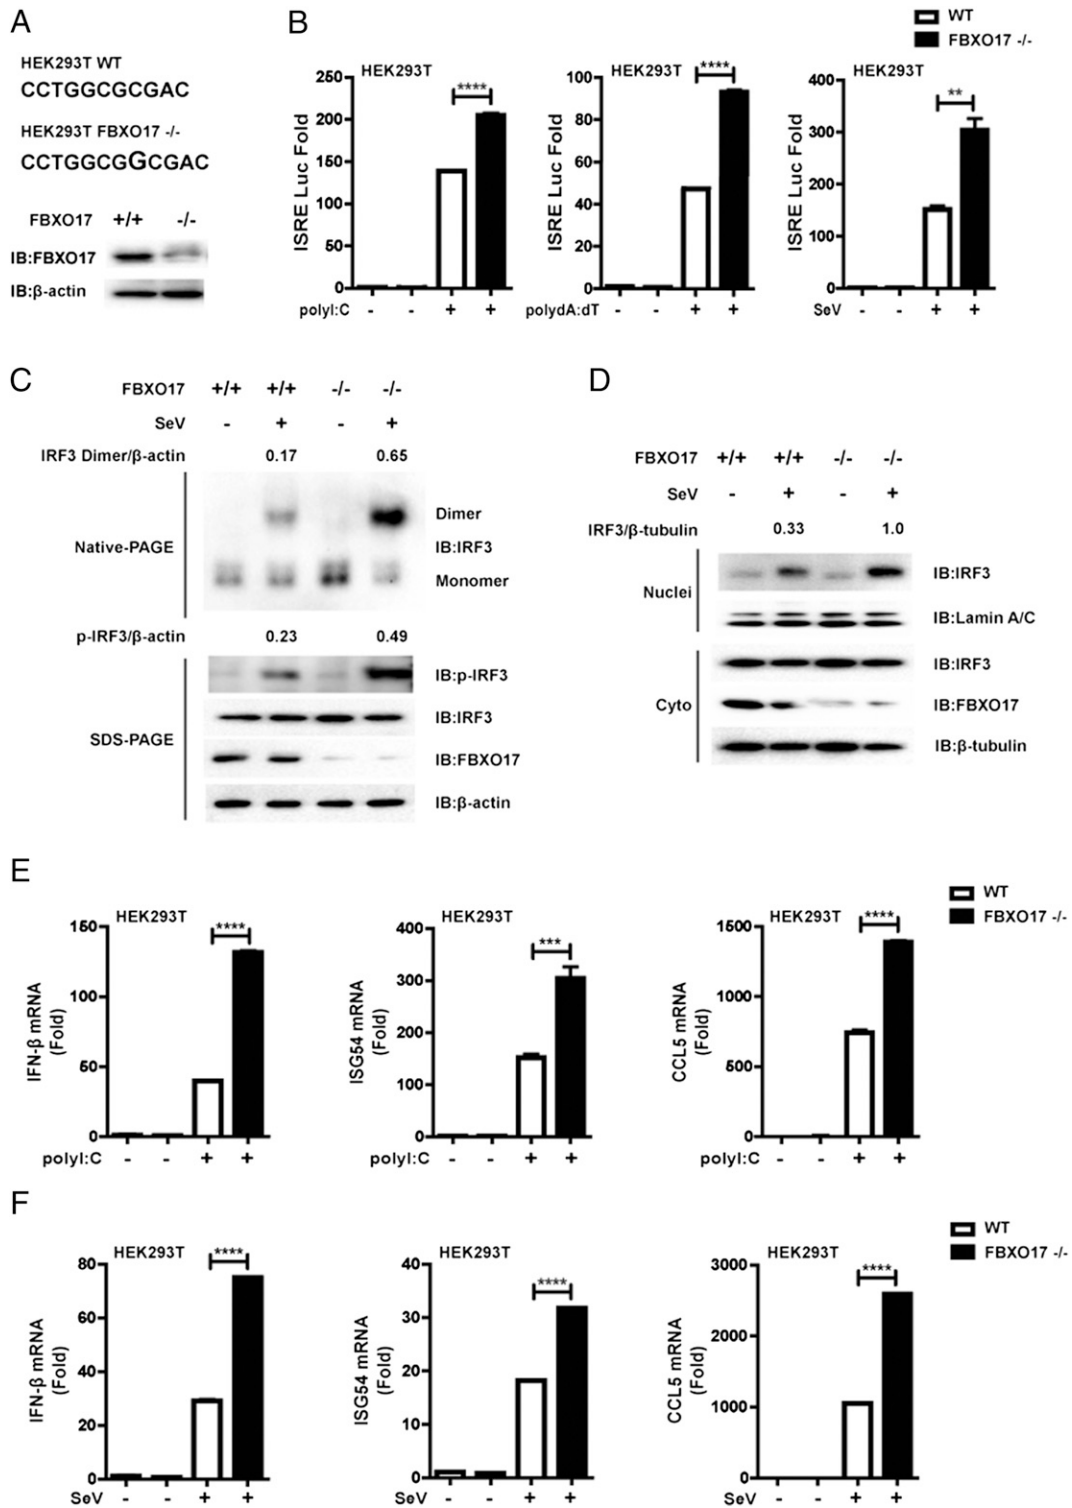 A
HEK293T WT
CCTGGCGCGAC
HEK293T FBXO17 -/-
CCTGGCGGCGAC
FBXO17 +/+ -/-
IB:FBXO17
IB:β-actin
B
WT
FBXO17 -/-
HEK293T
ISRE Luc Fold
250
200
150
100
50
0
****
polyI:C - - + +
HEK293T
ISRE Luc Fold
100
80
60
40
20
0
****
polydA:dT - - + +
HEK293T
ISRE Luc Fold
400
300
200
100
0
**
SeV - - + +
C
FBXO17 +/+ +/+ -/- -/-
SeV - + - +
IRF3 Dimer/β-actin 0.17 0.65
Native-PAGE
Dimer
IB:IRF3
Monomer
p-IRF3/β-actin 0.23 0.49
SDS-PAGE
IB:p-IRF3
IB:IRF3
IB:FBXO17
IB:β-actin
D
FBXO17 +/+ +/+ -/- -/-
SeV - + - +
IRF3/β-tubulin 0.33 1.0
Nuclei
IB:IRF3
IB:Lamin A/C
Cyto
IB:IRF3
IB:FBXO17
IB:β-tubulin
E
WT
FBXO17 -/-
HEK293T
IFN-β mRNA
(Fold)
150
100
50
0
****
polyI:C - - + +
HEK293T
ISG54 mRNA
(Fold)
400
300
200
100
0
***
polyI:C - - + +
HEK293T
CCL5 mRNA
(Fold)
1500
1000
500
0
****
polyI:C - - + +
F
WT
FBXO17 -/-
HEK293T
IFN-β mRNA
(Fold)
80
60
40
20
0
****
SeV - - + +
HEK293T
ISG54 mRNA
(Fold)
40
30
20
10
0
****
SeV - - + +
HEK293T
CCL5 mRNA
(Fold)
3000
2000
1000
0
****
SeV - - + +